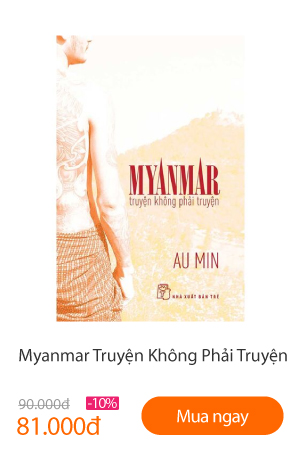 MYANMAR
truyện không phải truyện
AU MIN
NHÀ XUẤT BẢN TRẺ
Myanmar Truyện Không Phải Truyện
90.000đ -10%
81.000đ
Mua ngay